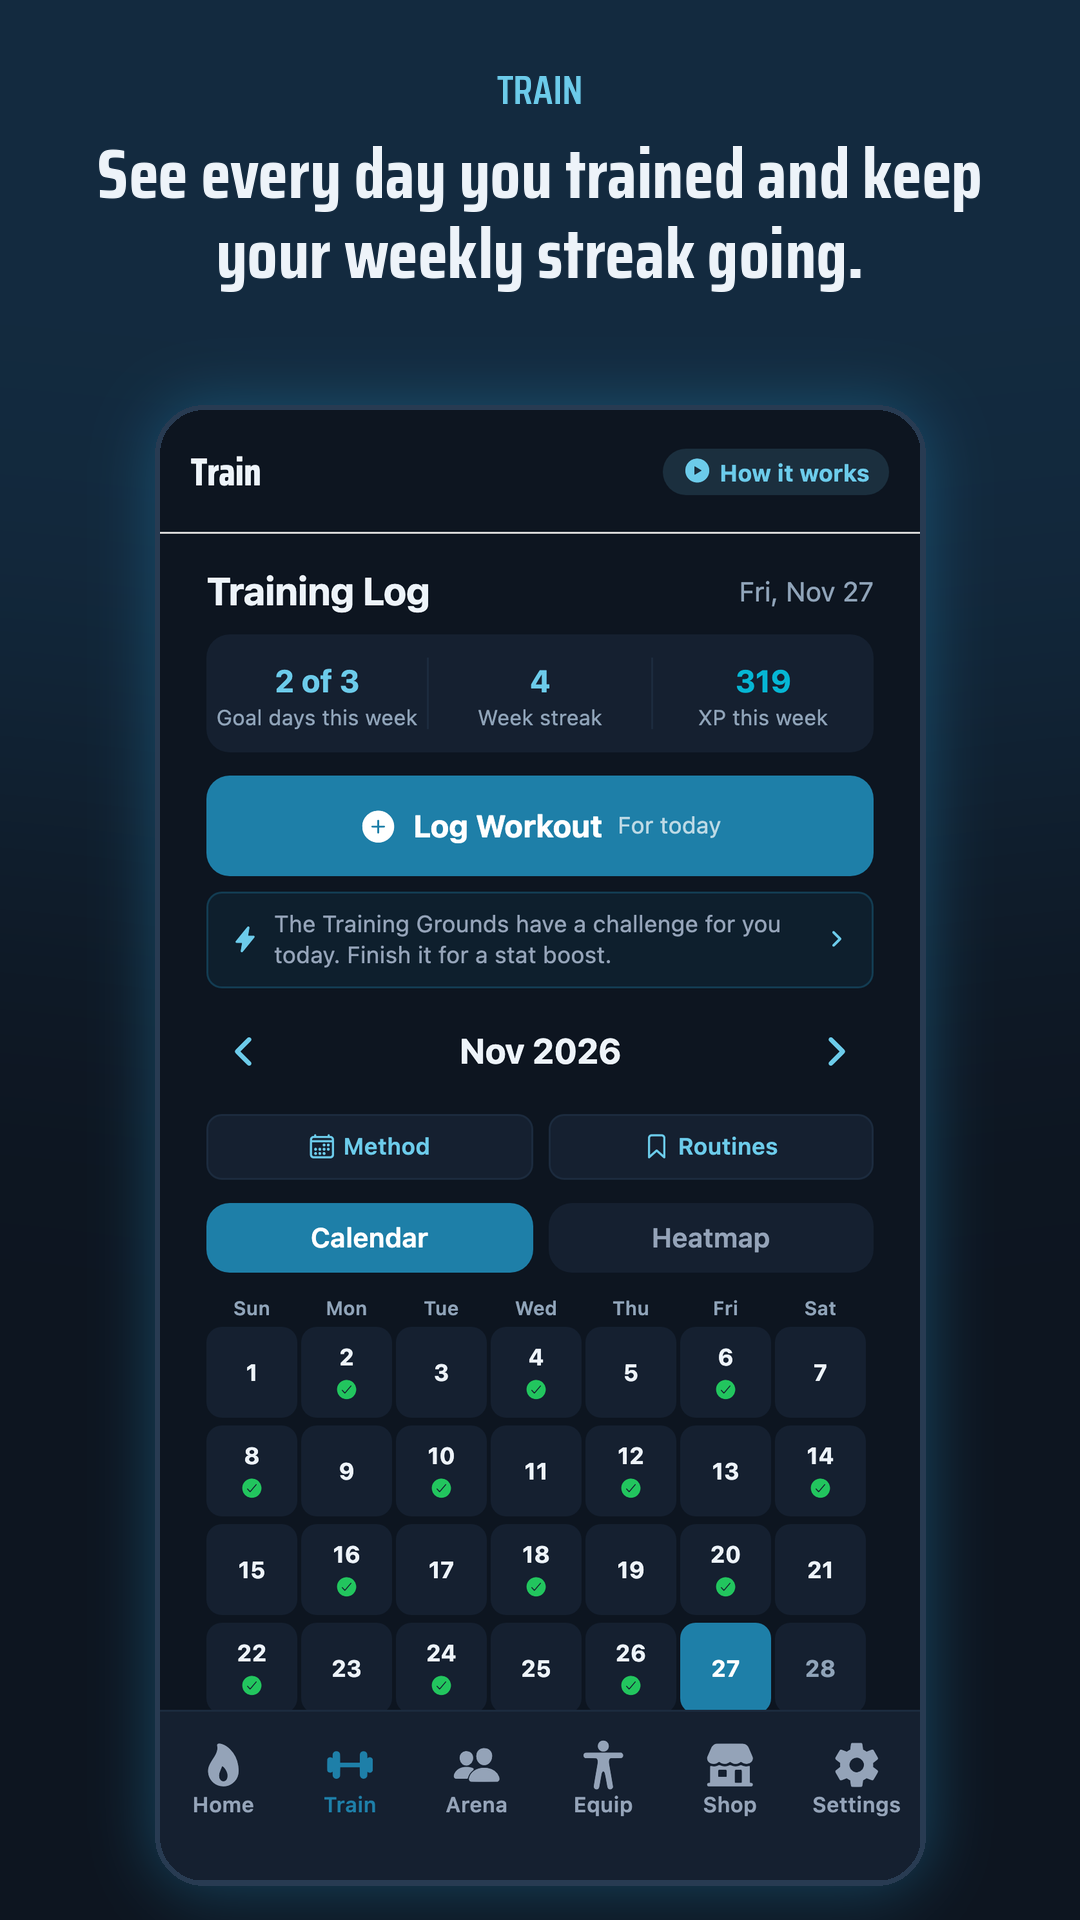 TRAIN
See every day you trained and keep
your weekly streak going.
Train
How it works
Training Log
Fri, Nov 27
2 of 3
Goal days this week
4
Week streak
319
XP this week
Log Workout For today
The Training Grounds have a challenge for you
today. Finish it for a stat boost.
Nov 2026
Method
Routines
Calendar
Heatmap
Sun Mon Tue Wed Thu Fri Sat
1 2 3 4 5 6 7
8 9 10 11 12 13 14
15 16 17 18 19 20 21
22 23 24 25 26 27 28
Home Train Arena Equip Shop Settings